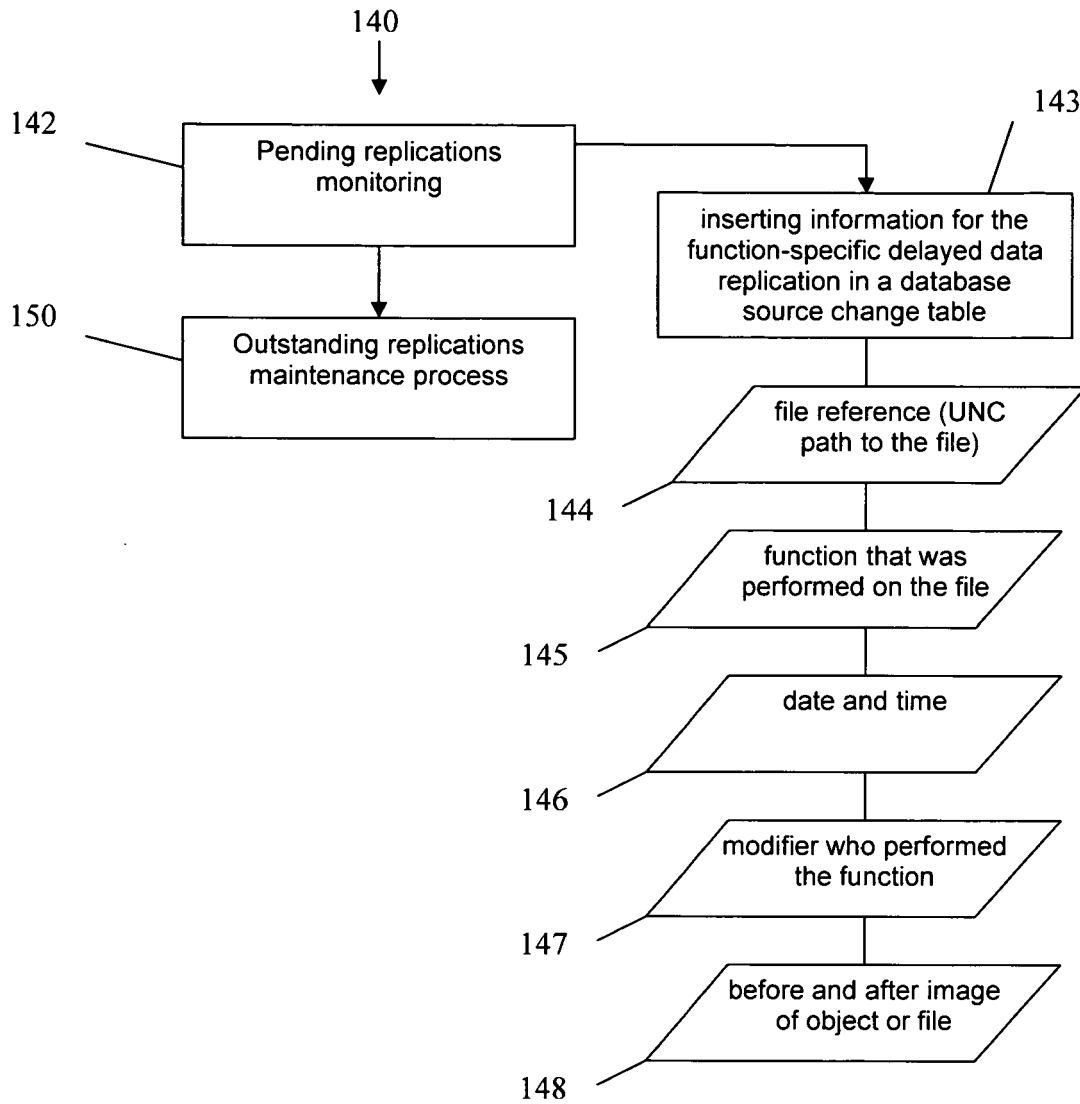 140
142
143
Pending replications
monitoring
inserting information for the
function-specific delayed data
replication in a database
source change table
150
Outstanding replications
maintenance process
file reference (UNC
path to the file)
144
function that was
performed on the file
145
date and time
146
modifier who performed
the function
147
before and after image
of object or file
148